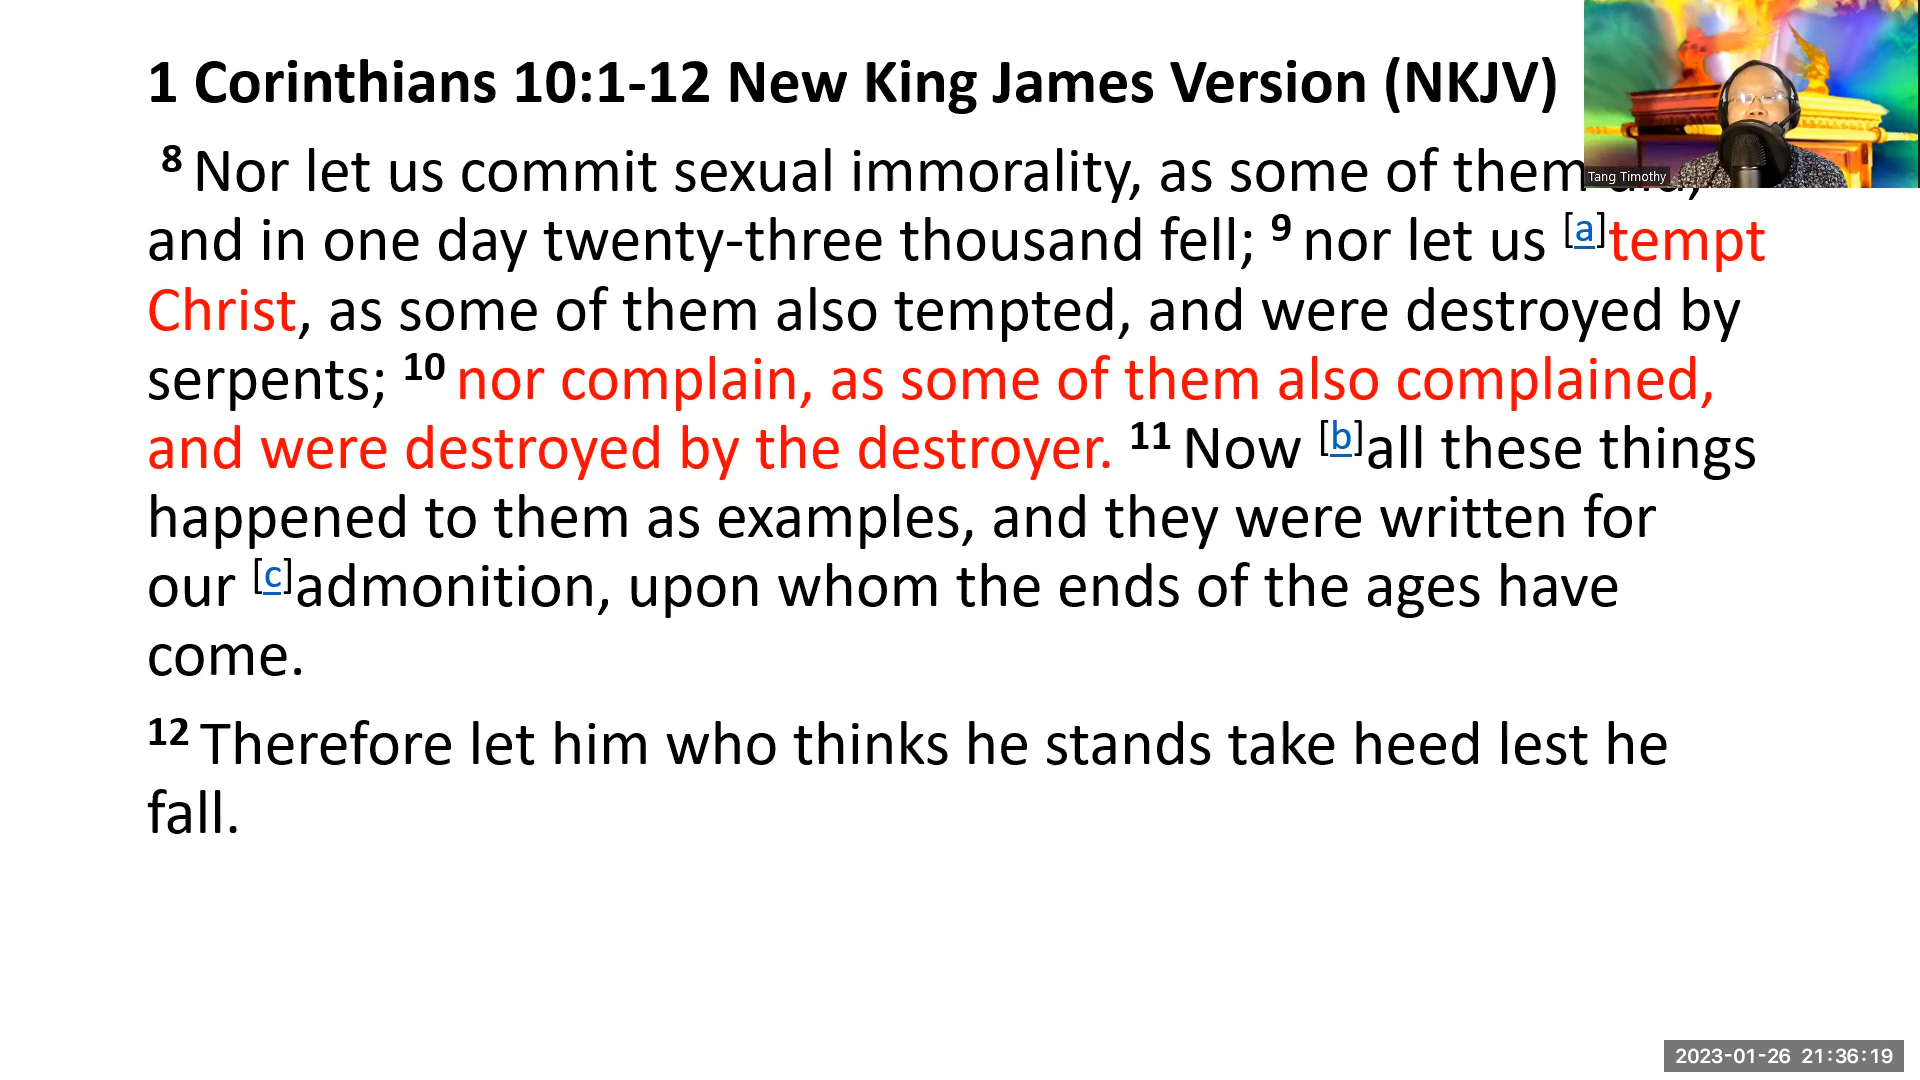 1 Corinthians 10:1-12 New King James Version (NKJV)
8 Nor let us commit sexual immorality, as some of them
and in one day twenty-three thousand fell; 9 nor let us [a]tempt
Christ, as some of them also tempted, and were destroyed by
serpents; 10 nor complain, as some of them also complained,
and were destroyed by the destroyer. 11 Now [b]all these things
happened to them as examples, and they were written for
our [c]admonition, upon whom the ends of the ages have
come.
12 Therefore let him who thinks he stands take heed lest he
fall.
Tang Timothy
2023-01-26 21:36:19